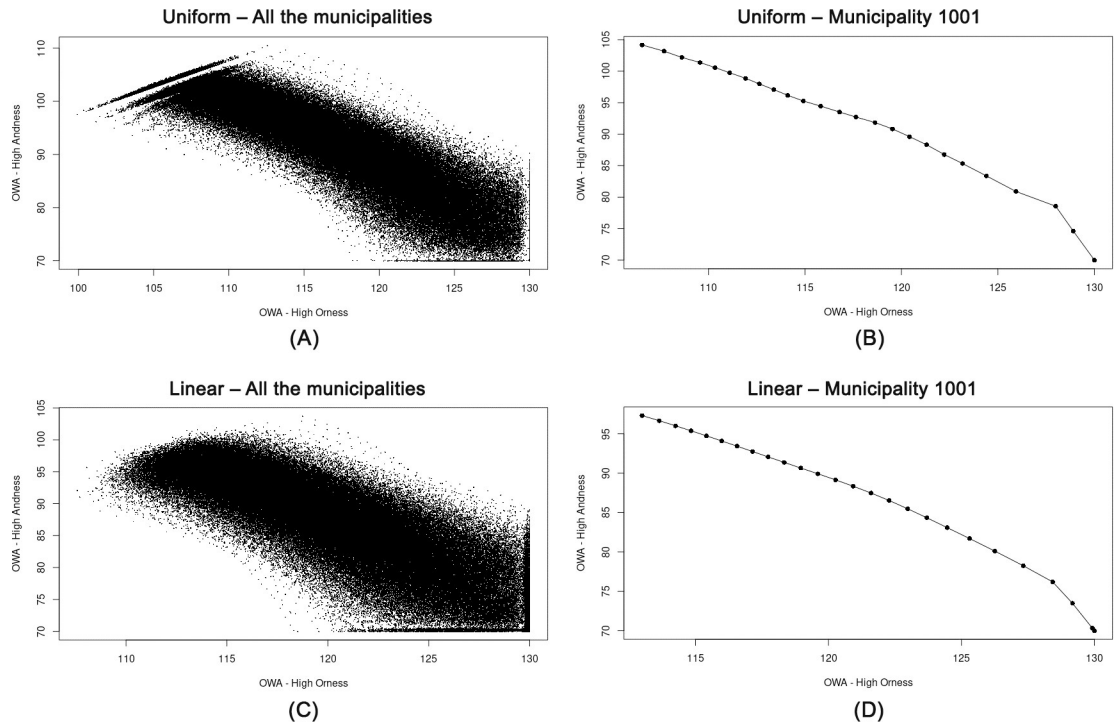 Uniform – All the municipalities
OWA - High Andness
110
100
90
80
70
100 105 110 115 120 125 130
OWA - High Orness
(A)
Uniform – Municipality 1001
OWA - High Andness
105
100
95
90
85
80
75
70
110 115 120 125 130
OWA - High Orness
(B)
Linear – All the municipalities
OWA - High Andness
105
100
95
90
85
80
75
70
110 115 120 125 130
OWA - High Orness
(C)
Linear – Municipality 1001
OWA - High Andness
95
90
85
80
75
70
115 120 125 130
OWA - High Orness
(D)